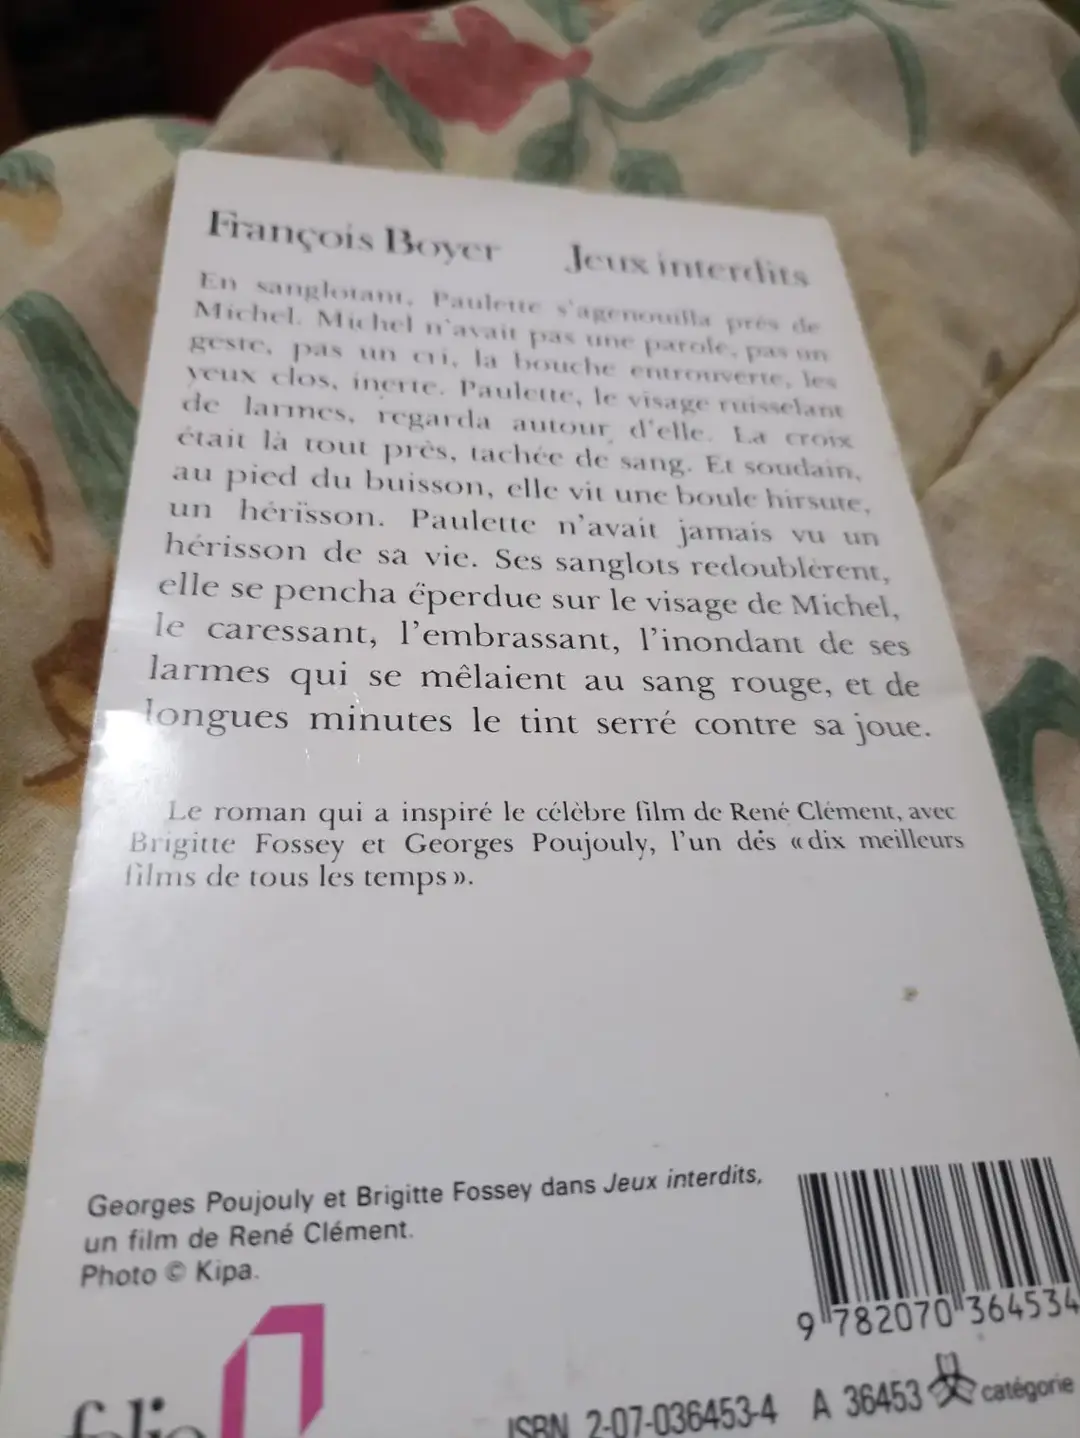 François Boyer Jeux interdits
En sanglotant, Paulette s'agenouilla près de
Michel. Michel n'avait pas une parole, pas un
geste, pas un cri, la bouche entrouverte, les
yeux clos, inerte. Paulette, le visage ruisselant
de larmes, regarda autour d'elle. La croix
était là tout près, tachée de sang. Et soudain,
au pied du buisson, elle vit une boule hirsute,
un hérisson. Paulette n'avait jamais vu un
hérisson de sa vie. Ses sanglots redoublèrent,
elle se pencha éperdue sur le visage de Michel,
le caressant, l'embrassant, l'inondant de ses
larmes qui se mêlaient au sang rouge, et de
longues minutes le tint serré contre sa joue.
Le roman qui a inspiré le célèbre film de René Clément, avec
Brigitte Fossey et Georges Poujouly, l'un des « dix meilleurs
films de tous les temps ».
Georges Poujouly et Brigitte Fossey dans Jeux interdits,
un film de René Clément.
Photo © Kipa.
9 782070 364534
folio
ISBN 2-07-036453-4 A 36453 catégorie